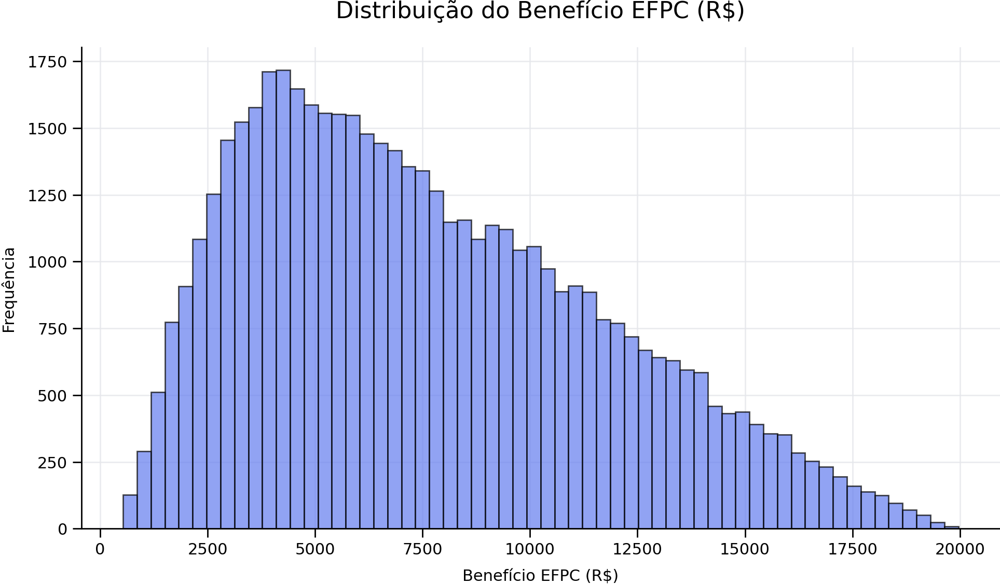 Distribuição do Benefício EFPC (R$)
1750
1500
1250
1000
750
500
250
0
Frequência
0 2500 5000 7500 10000 12500 15000 17500 20000
Benefício EFPC (R$)